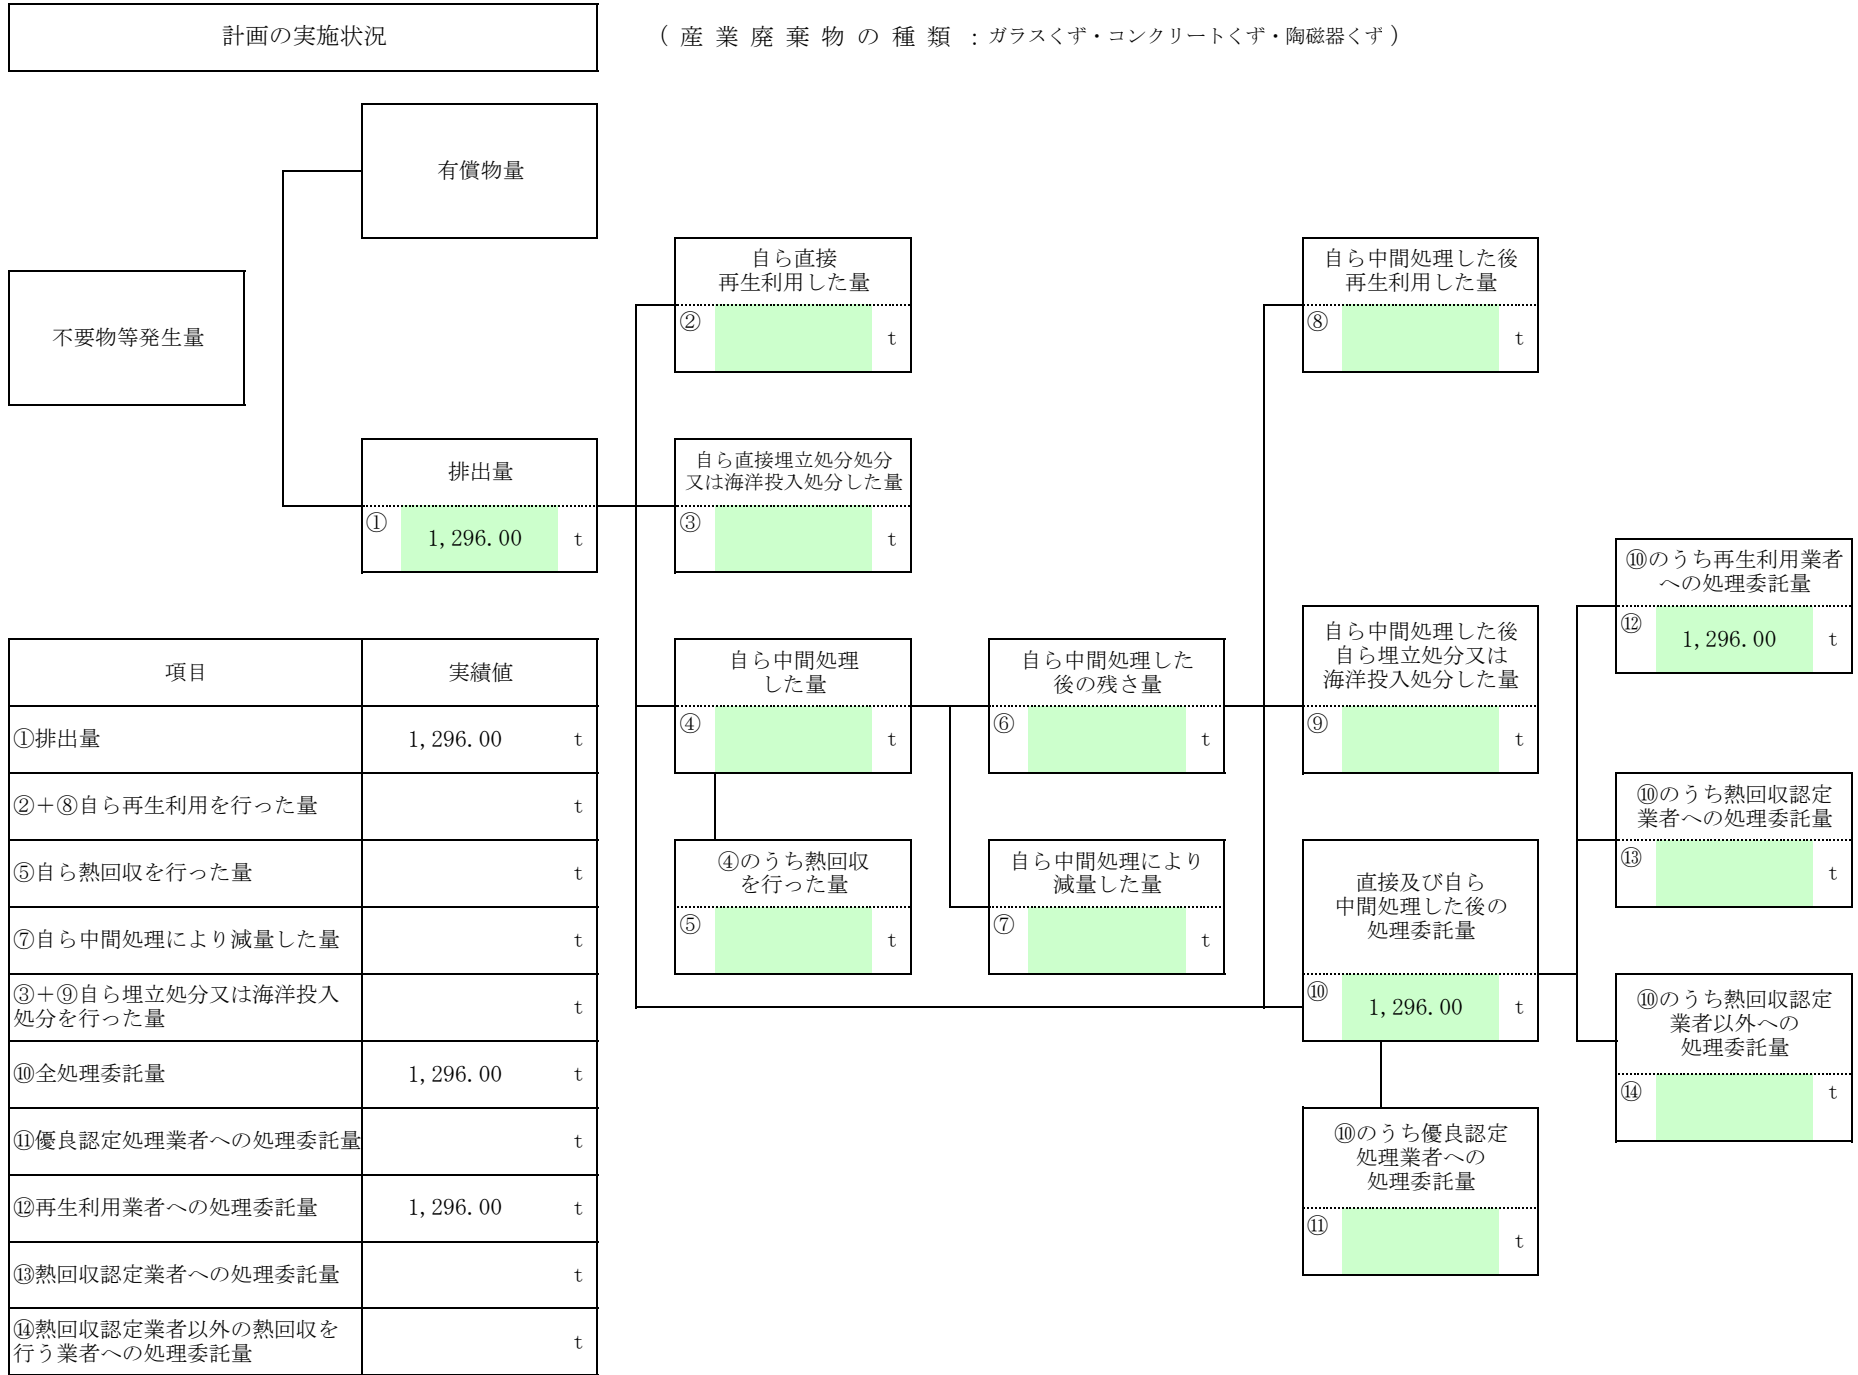 計画の実施状況
（産業廃棄物の種類：ガラスくず・コンクリートくず・陶磁器くず）
有償物量
不要物等発生量
排出量
① 1,296.00 t
自ら直接
再生利用した量
② t
自ら直接埋立処分処分
又は海洋投入処分した量
③ t
自ら中間処理
した量
④ t
④のうち熱回収
を行った量
⑤ t
自ら中間処理した
後の残さ量
⑥ t
自ら中間処理により
減量した量
⑦ t
自ら中間処理した後
再生利用した量
⑧ t
自ら中間処理した後
自ら埋立処分又は
海洋投入処分した量
⑨ t
直接及び自ら
中間処理した後の
処理委託量
⑩ 1,296.00 t
⑩のうち優良認定
処理業者への
処理委託量
⑪ t
⑩のうち再生利用業者
への処理委託量
⑫ 1,296.00 t
⑩のうち熱回収認定
業者への処理委託量
⑬ t
⑩のうち熱回収認定
業者以外への
処理委託量
⑭ t
項目 実績値
①排出量 1,296.00 t
②＋⑧自ら再生利用を行った量 t
⑤自ら熱回収を行った量 t
⑦自ら中間処理により減量した量 t
③＋⑨自ら埋立処分又は海洋投入
処分を行った量 t
⑩全処理委託量 1,296.00 t
⑪優良認定処理業者への処理委託量 t
⑫再生利用業者への処理委託量 1,296.00 t
⑬熱回収認定業者への処理委託量 t
⑭熱回収認定業者以外の熱回収を
行う業者への処理委託量 t